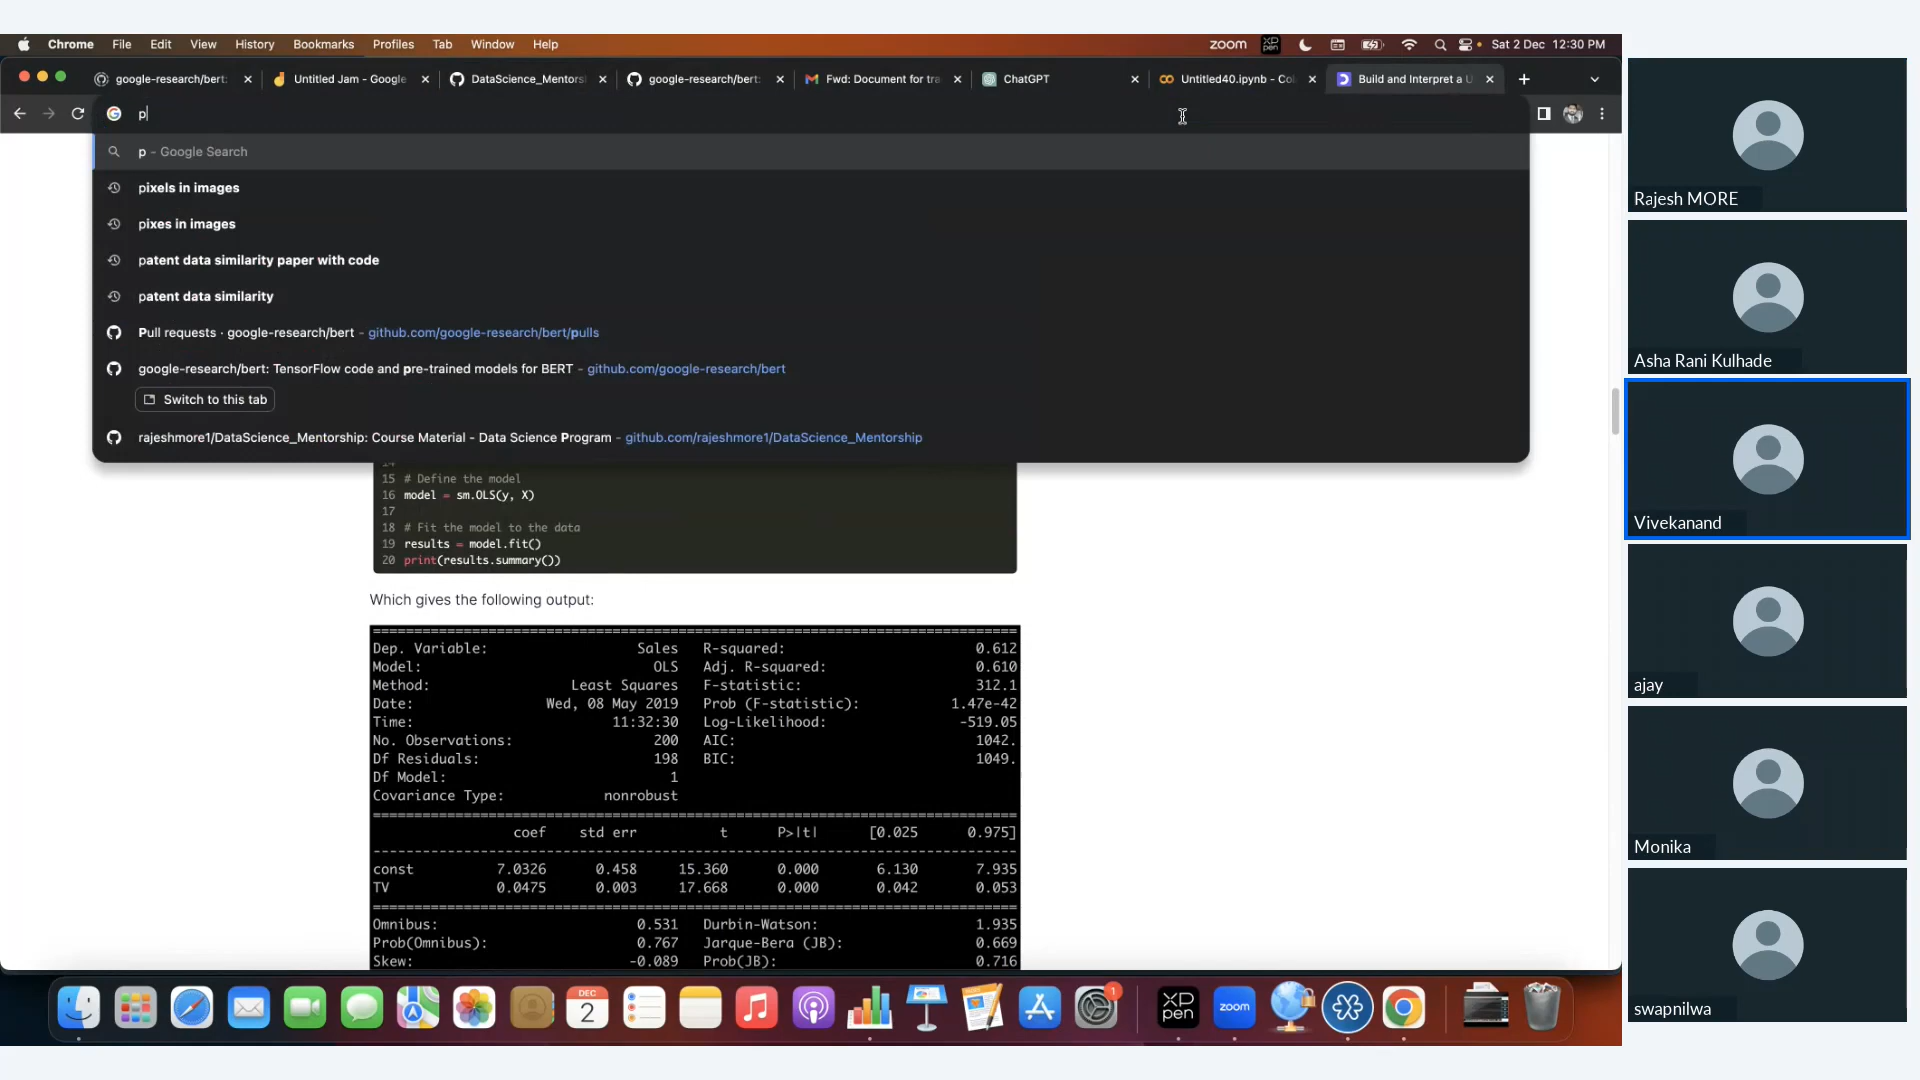 Chrome File Edit View History Bookmarks Profiles Tab Window Help zoom XP pen Sat 2 Dec 12:30 PM
google-research/bert: Untitled Jam - Google DataScience_Mentors google-research/bert: Fwd: Document for tra ChatGPT Untitled40.ipynb - Co Build and Interpret a
p
p - Google Search
pixels in images
pixes in images
patent data similarity paper with code
patent data similarity
Pull requests · google-research/bert - github.com/google-research/bert/pulls
google-research/bert: TensorFlow code and pre-trained models for BERT - github.com/google-research/bert
Switch to this tab
rajeshmore1/DataScience_Mentorship: Course Material - Data Science Program - github.com/rajeshmore1/DataScience_Mentorship
15 # Define the model
16 model = sm.OLS(y, X)
17
18 # Fit the model to the data
19 results = model.fit()
20 print(results.summary())
Which gives the following output:
Dep. Variable: Sales R-squared: 0.612
Model: OLS Adj. R-squared: 0.610
Method: Least Squares F-statistic: 312.1
Date: Wed, 08 May 2019 Prob (F-statistic): 1.47e-42
Time: 11:32:30 Log-Likelihood: -519.05
No. Observations: 200 AIC: 1042.
Df Residuals: 198 BIC: 1049.
Df Model: 1
Covariance Type: nonrobust
coef std err t P>|t| [0.025 0.975]
const 7.0326 0.458 15.360 0.000 6.130 7.935
TV 0.0475 0.003 17.668 0.000 0.042 0.053
Omnibus: 0.531 Durbin-Watson: 1.935
Prob(Omnibus): 0.767 Jarque-Bera (JB): 0.669
Skew: -0.089 Prob(JB): 0.716
DEC
2
1
XP
pen
zoom
Rajesh MORE
Asha Rani Kulhade
Vivekanand
ajay
Monika
swapnilwa